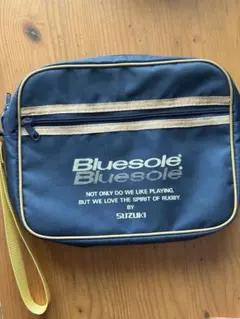 Bluesole
Bluesole
NOT ONLY DO WE LIKE PLAYING,
BUT WE LOVE THE SPIRIT OF RUGBY.
BY
SUZUKI